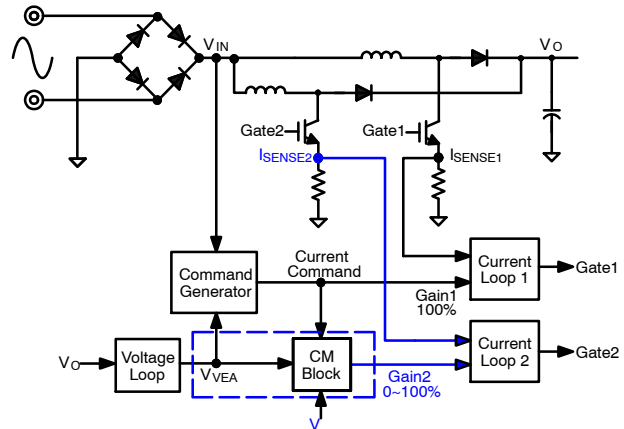 VIN
VO
Gate2
Gate1
ISENSE2
ISENSE1
Command
Generator
Current
Command
Gain1
100%
Current
Loop 1
Gate1
VO
Voltage
Loop
VVEA
CM
Block
Gain2
0~100%
Current
Loop 2
Gate2
V